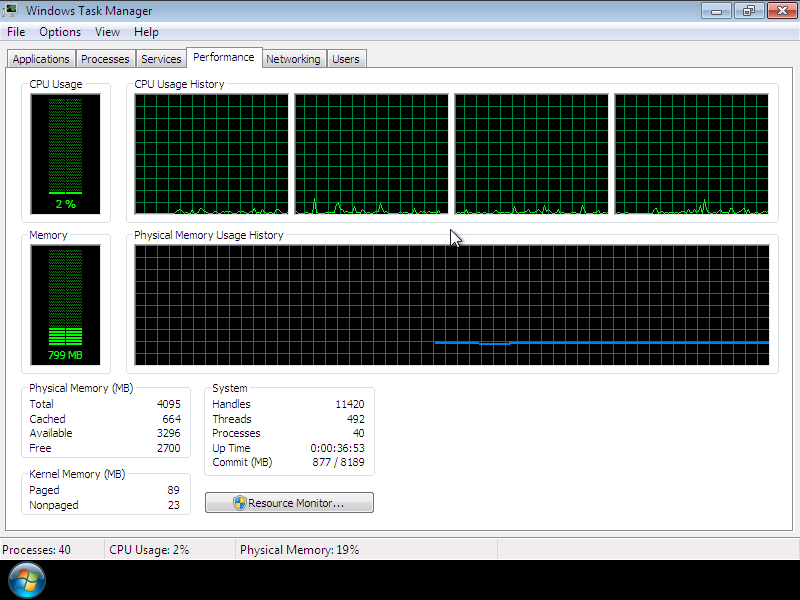 Windows Task Manager
File Options View Help
Applications Processes Services Performance Networking Users
CPU Usage CPU Usage History
2 %
Memory Physical Memory Usage History
799 MB
Physical Memory (MB) System
Total 4095 Handles 11420
Cached 664 Threads 492
Available 3296 Processes 40
Free 2700 Up Time 0:00:36:53
Commit (MB) 877 / 8189
Kernel Memory (MB)
Paged 89
Nonpaged 23
Resource Monitor...
Processes: 40 CPU Usage: 2% Physical Memory: 19%